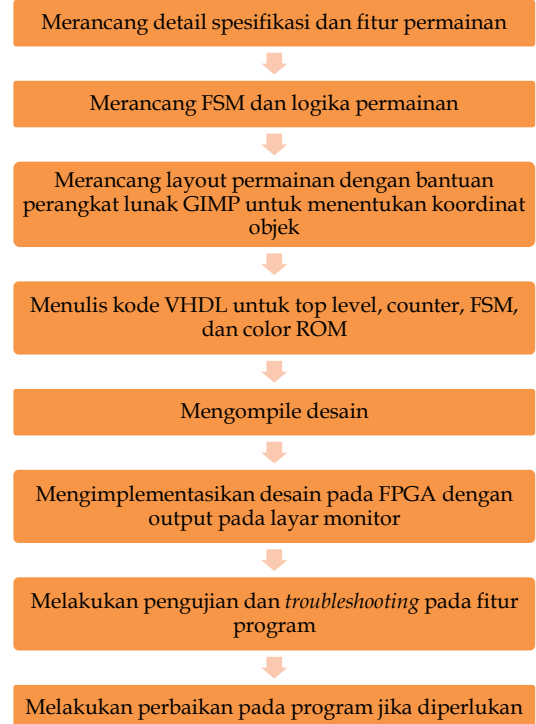 Merancang detail spesifikasi dan fitur permainan
Merancang FSM dan logika permainan
Merancang layout permainan dengan bantuan
perangkat lunak GIMP untuk menentukan koordinat
objek
Menulis kode VHDL untuk top level, counter, FSM,
dan color ROM
Mengompile desain
Mengimplementasikan desain pada FPGA dengan
output pada layar monitor
Melakukan pengujian dan troubleshooting pada fitur
program
Melakukan perbaikan pada program jika diperlukan